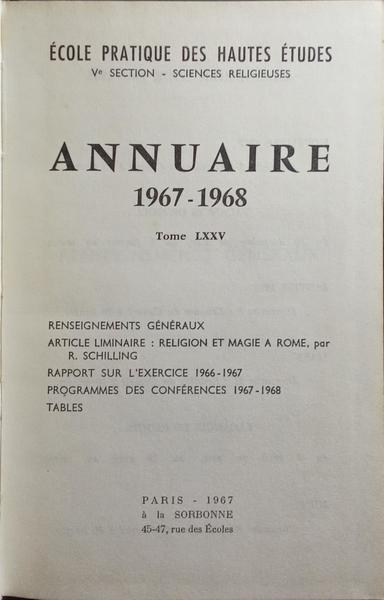 ÉCOLE PRATIQUE DES HAUTES ÉTUDES
Vᵉ SECTION - SCIENCES RELIGIEUSES
ANNUAIRE
1967-1968
Tome LXXV
RENSEIGNEMENTS GÉNÉRAUX
ARTICLE LIMINAIRE : RELIGION ET MAGIE A ROME, par
R. SCHILLING
RAPPORT SUR L'EXERCICE 1966-1967
PROGRAMMES DES CONFÉRENCES 1967-1968
TABLES
PARIS - 1967
à la SORBONNE
45-47, rue des Écoles